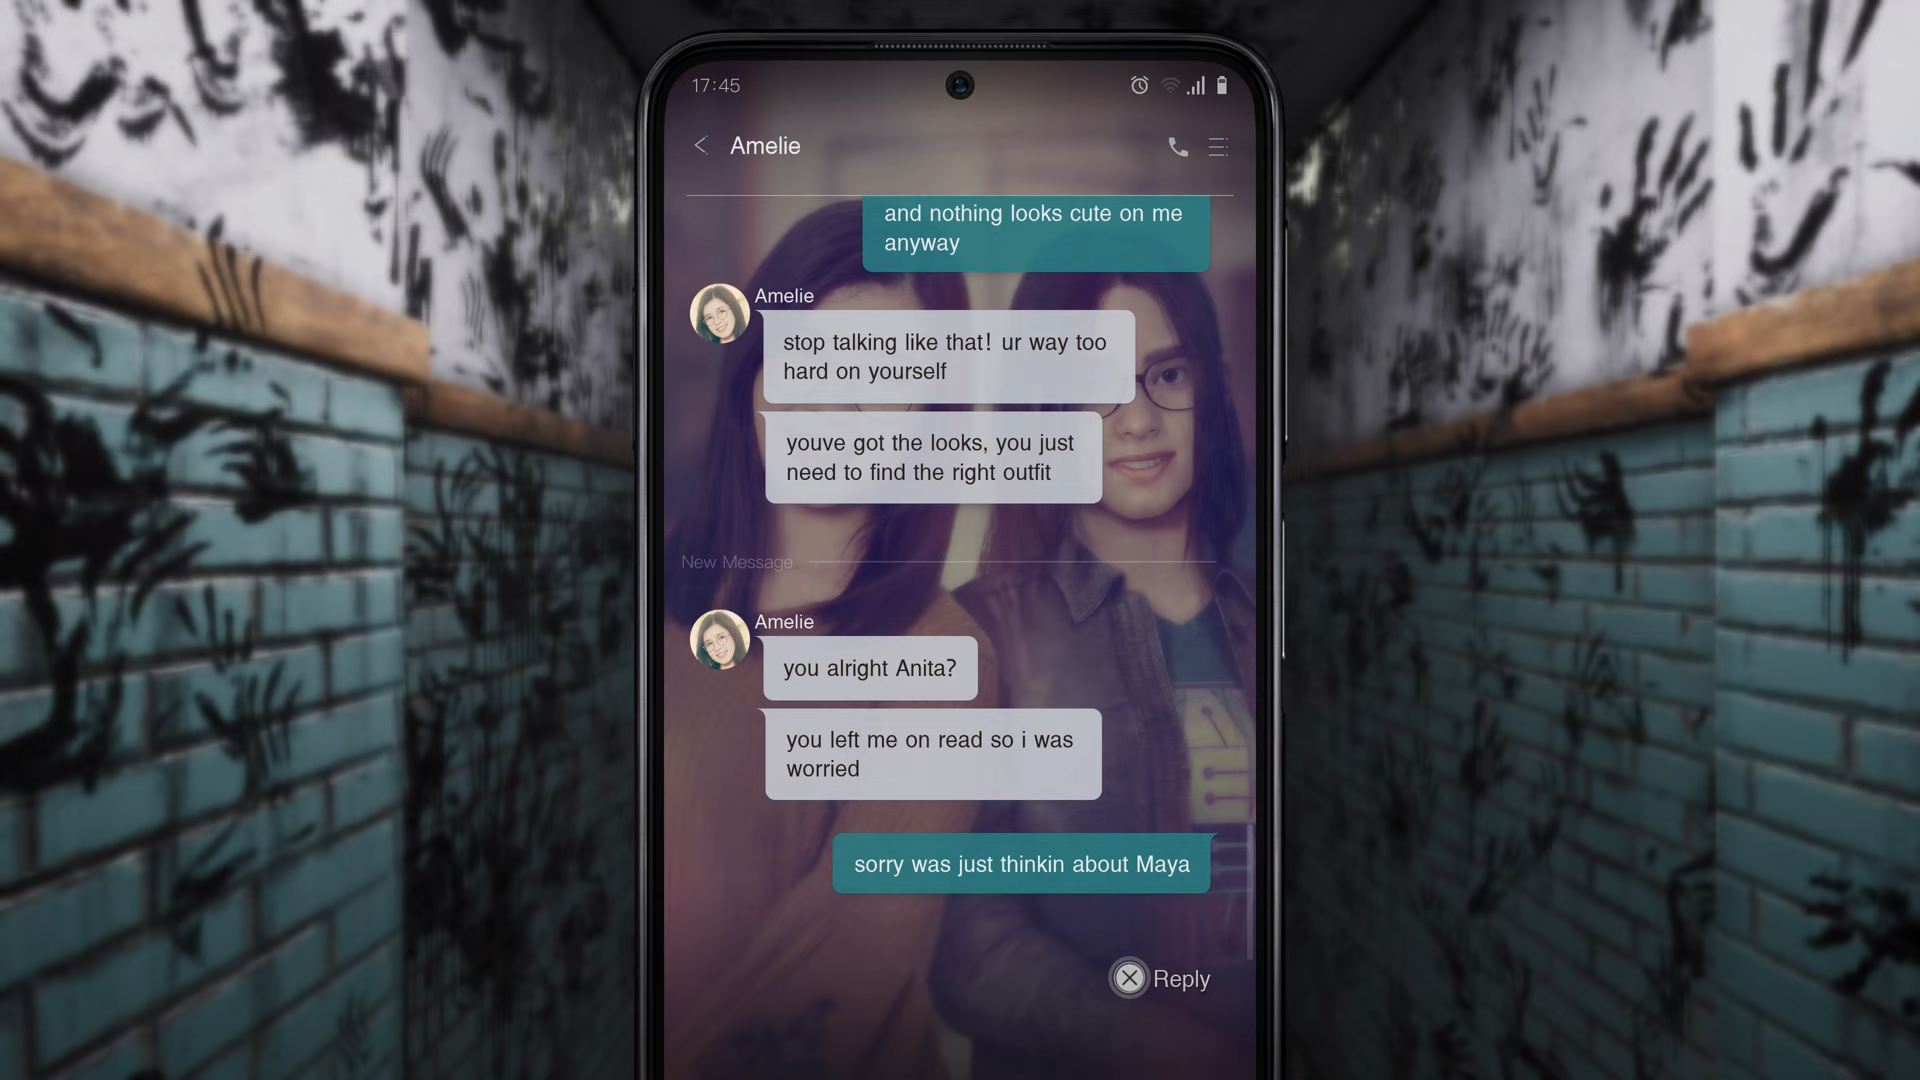 17:45
Amelie
and nothing looks cute on me
anyway
Amelie
stop talking like that! ur way too
hard on yourself
youve got the looks, you just
need to find the right outfit
New Message
Amelie
you alright Anita?
you left me on read so i was
worried
sorry was just thinkin about Maya
Reply